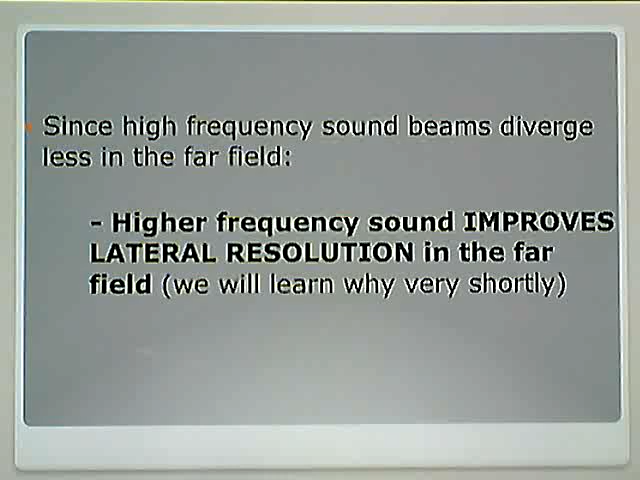 Since high frequency sound beams diverge
less in the far field:
- Higher frequency sound IMPROVES
LATERAL RESOLUTION in the far
field (we will learn why very shortly)